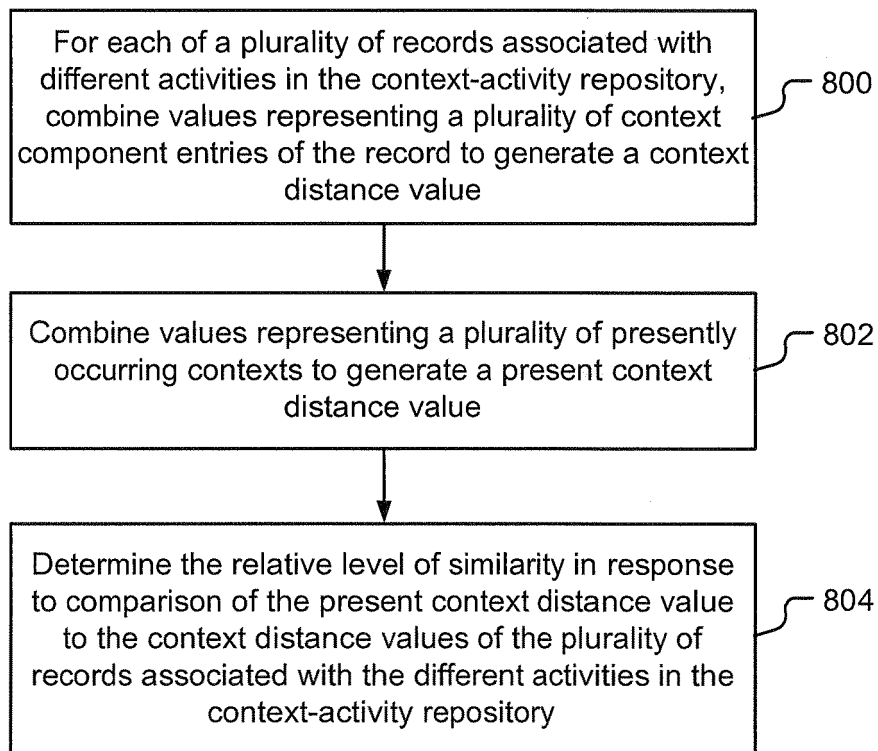 For each of a plurality of records associated with
different activities in the context-activity repository,
combine values representing a plurality of context
component entries of the record to generate a context
distance value
800
Combine values representing a plurality of presently
occurring contexts to generate a present context
distance value
802
Determine the relative level of similarity in response
to comparison of the present context distance value
to the context distance values of the plurality of
records associated with the different activities in the
context-activity repository
804